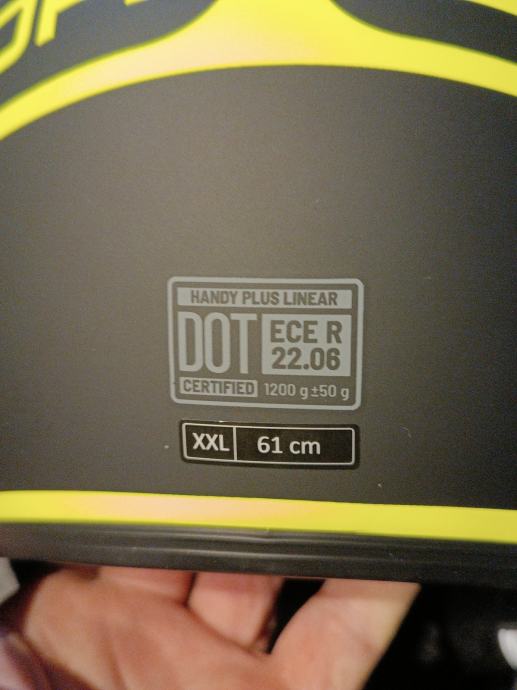 HANDY PLUS LINEAR
DOT ECE R
22.06
CERTIFIED 1200 g ±50 g
XXL 61 cm